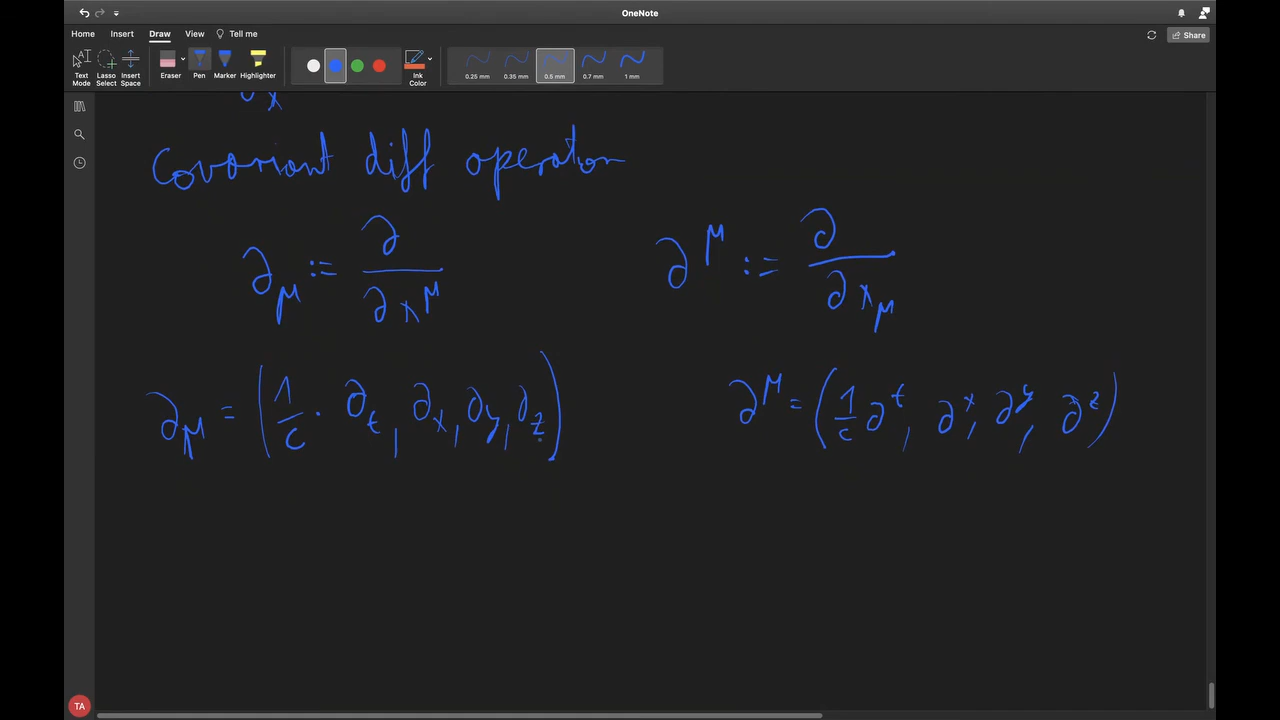 OneNote
Home Insert Draw View Tell me
Share
Text Mode
Lasso Select
Insert Space
Eraser
Pen
Marker
Highlighter
Ink Color
0.25 mm
0.35 mm
0.5 mm
0.7 mm
1 mm
∂x
Covariant diff operation
∂_μ := ∂/∂x^μ
∂^μ := ∂/∂x_μ
∂_μ = (1/c · ∂_t, ∂_x, ∂_y, ∂_z)
∂^μ = (1/c ∂^t, ∂^x, ∂^y, ∂^z)
TA